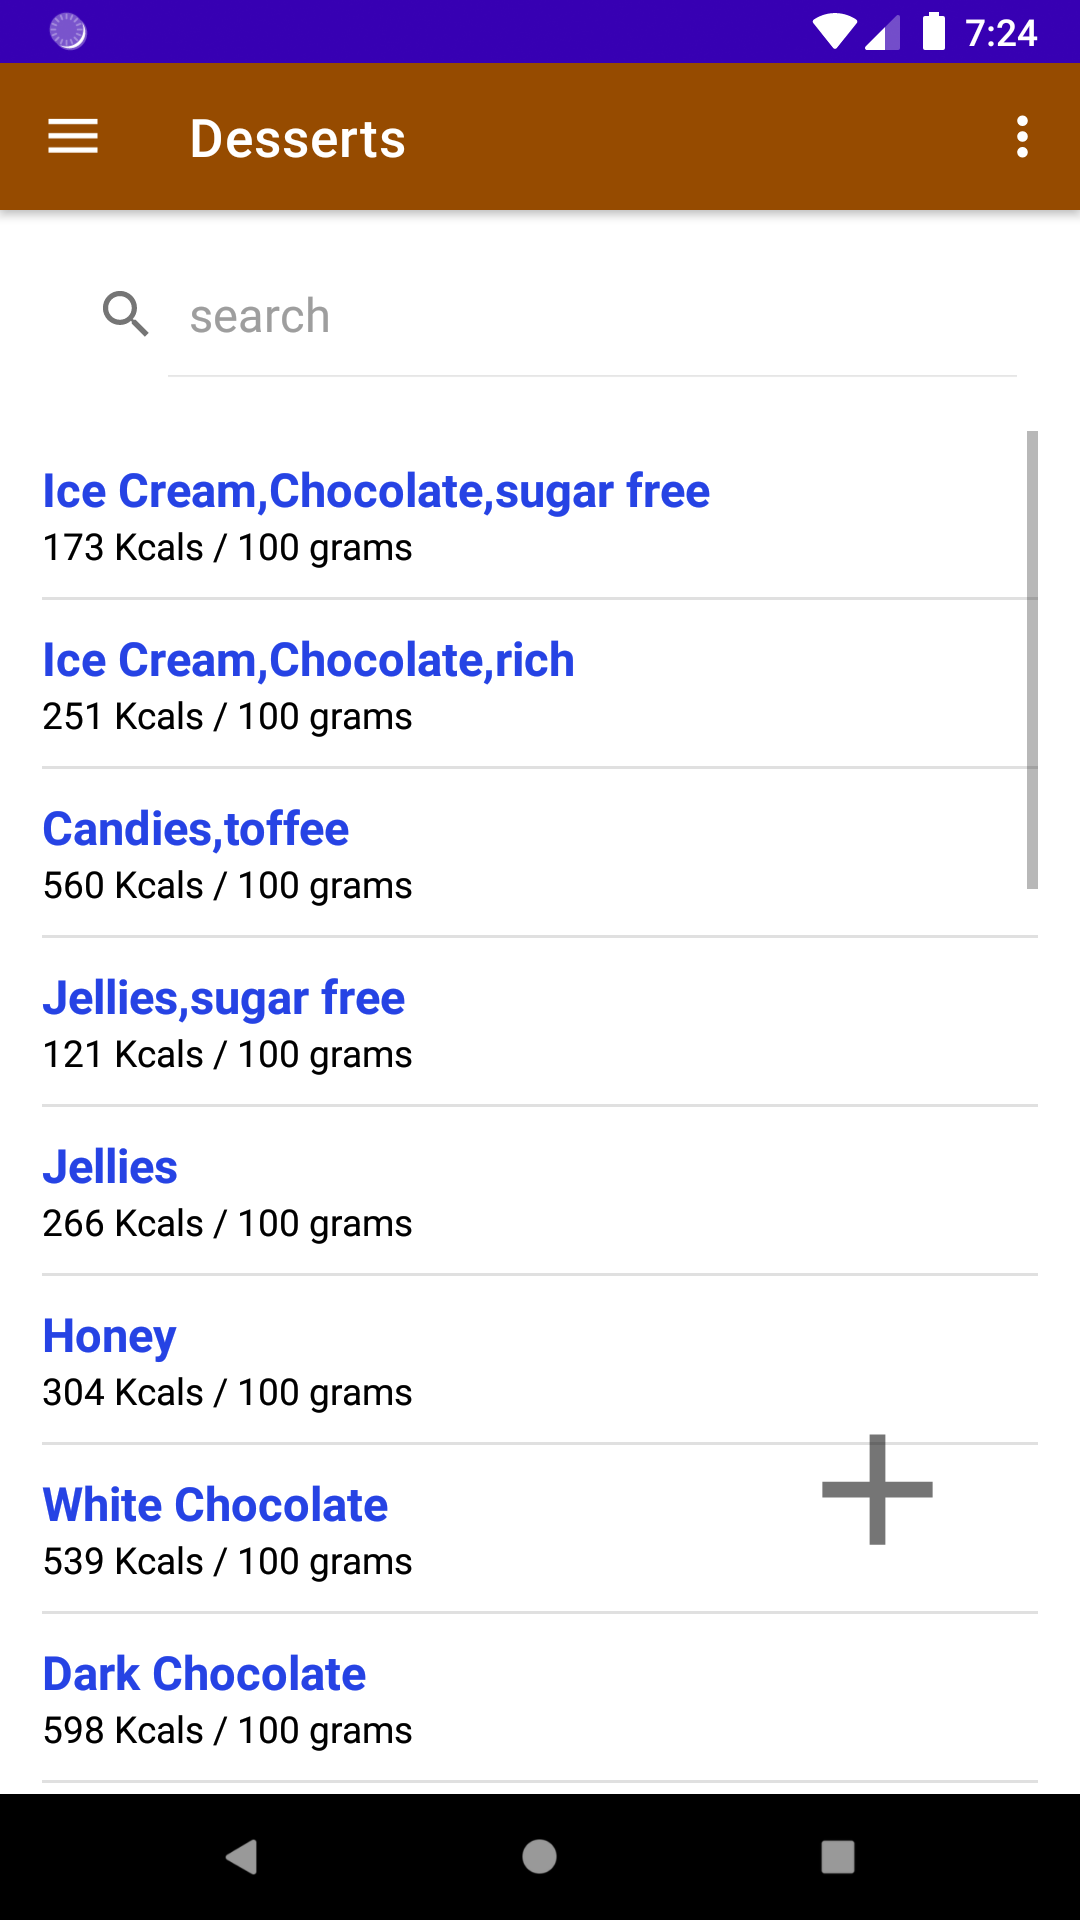 7:24
Desserts
search
Ice Cream,Chocolate,sugar free
173 Kcals / 100 grams
Ice Cream,Chocolate,rich
251 Kcals / 100 grams
Candies,toffee
560 Kcals / 100 grams
Jellies,sugar free
121 Kcals / 100 grams
Jellies
266 Kcals / 100 grams
Honey
304 Kcals / 100 grams
White Chocolate
539 Kcals / 100 grams
Dark Chocolate
598 Kcals / 100 grams